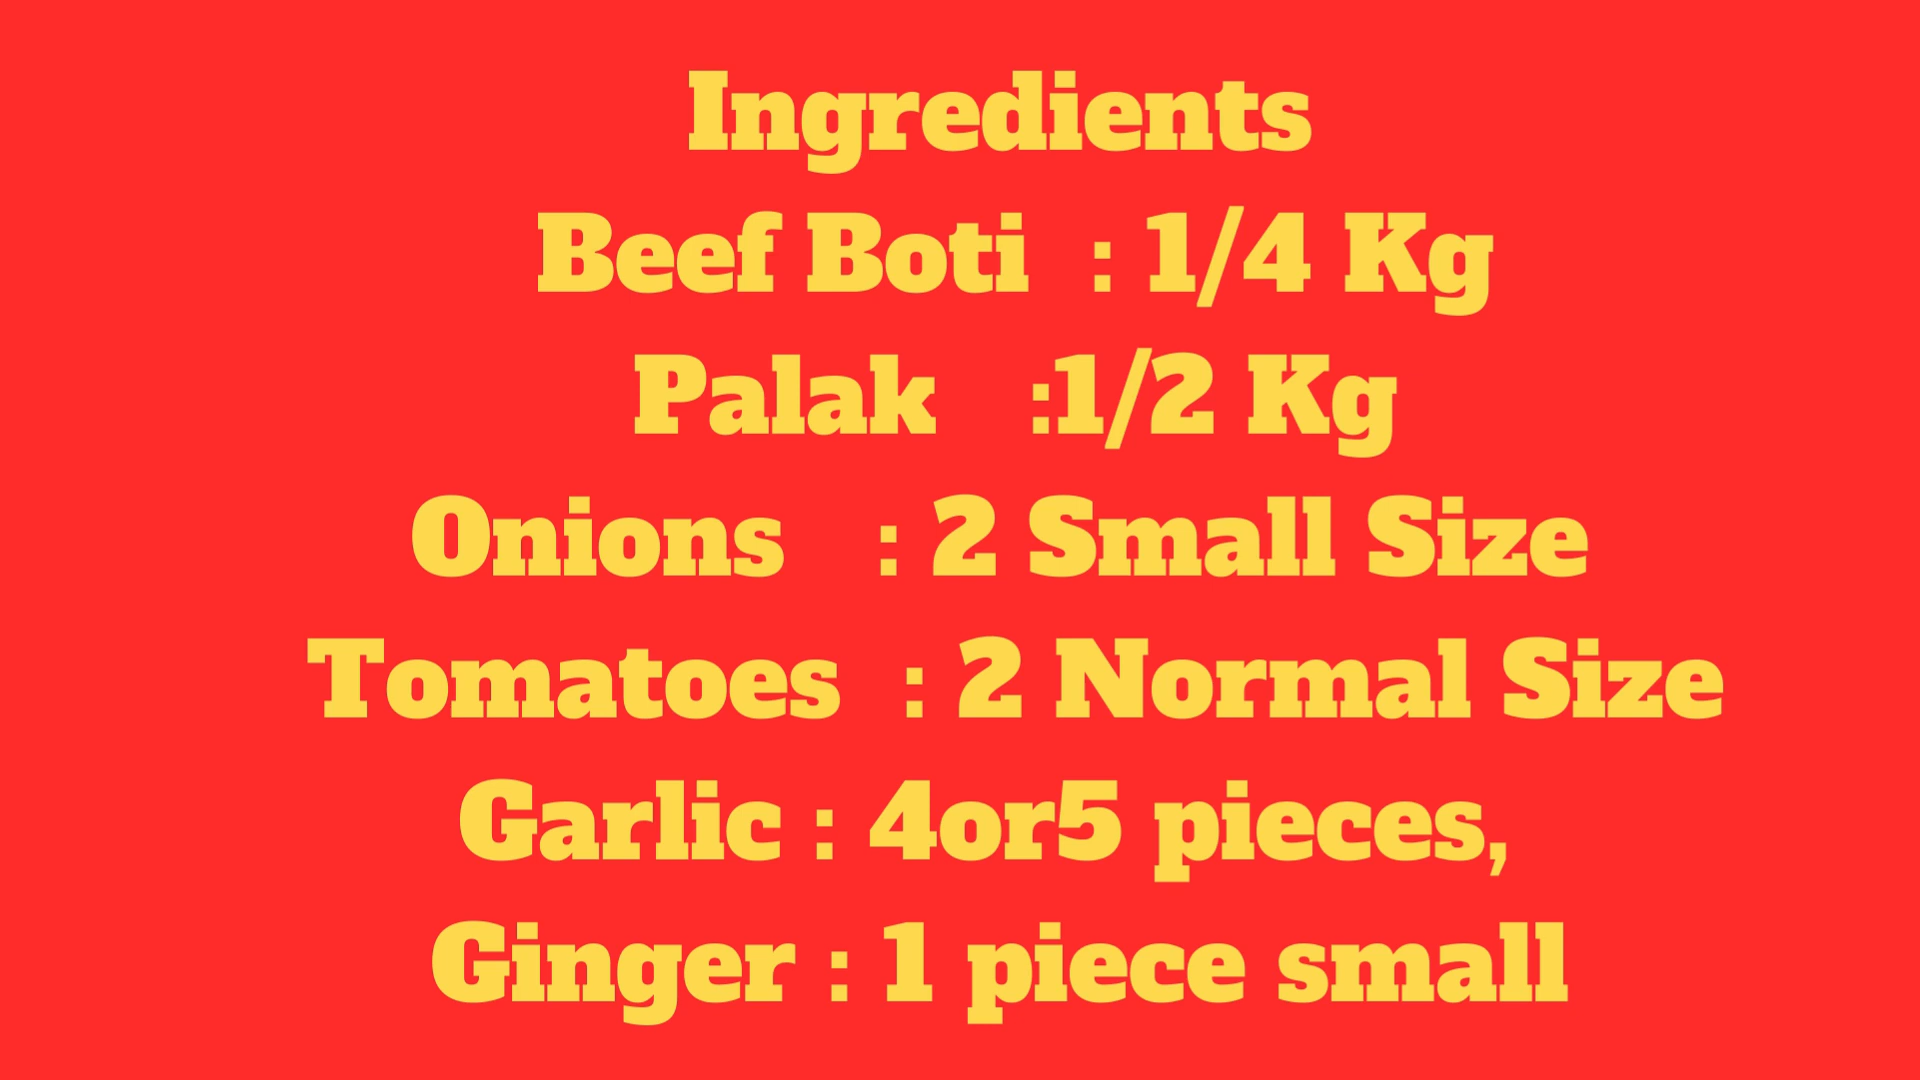 Ingredients
Beef Boti : 1/4 Kg
Palak :1/2 Kg
Onions : 2 Small Size
Tomatoes : 2 Normal Size
Garlic : 4or5 pieces,
Ginger : 1 piece small